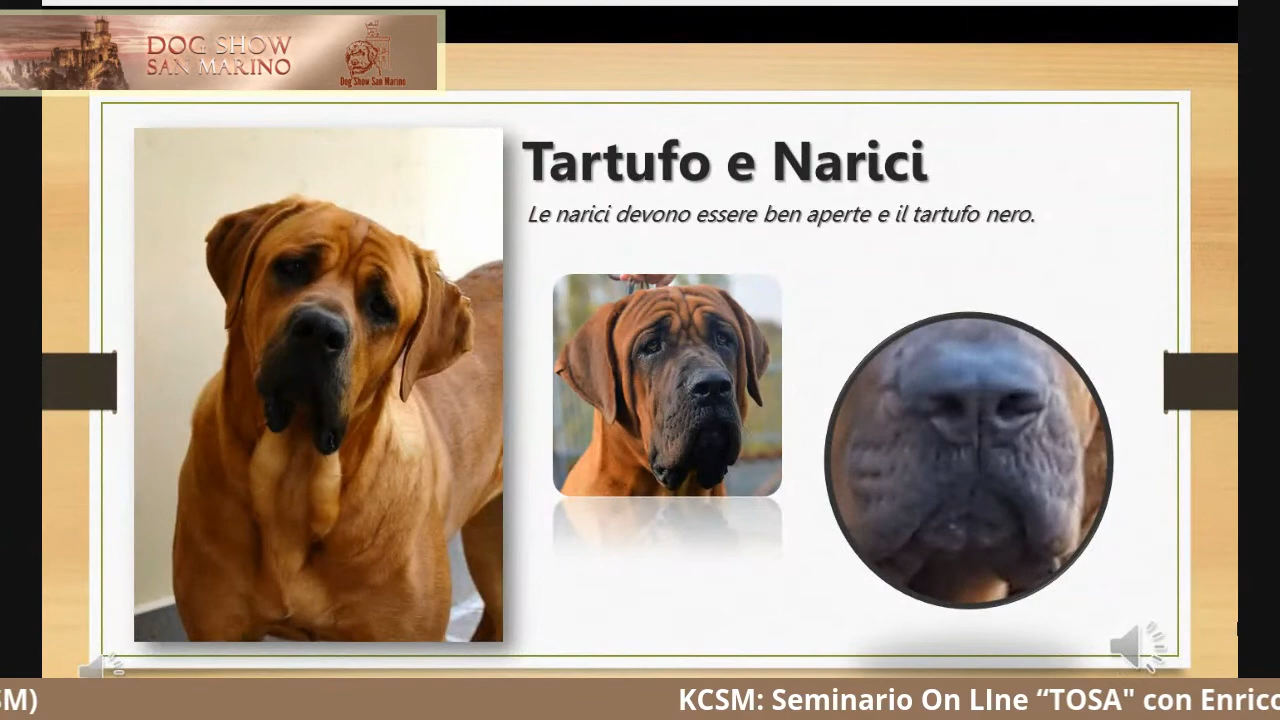 DOG SHOW
SAN MARINO
Dog Show San Marino
Tartufo e Narici
Le narici devono essere ben aperte e il tartufo nero.
SM) KCSM: Seminario On LIne “TOSA" con Enrico